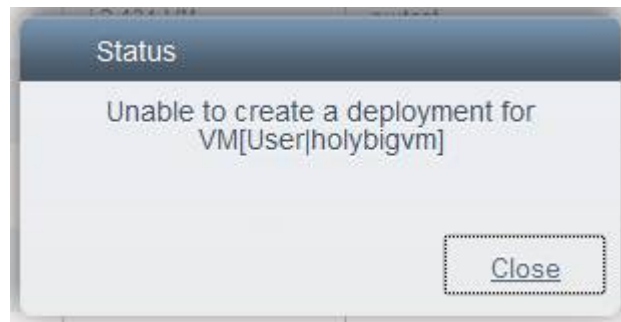 Status
Unable to create a deployment for
VM[User|holybigvm]
Close